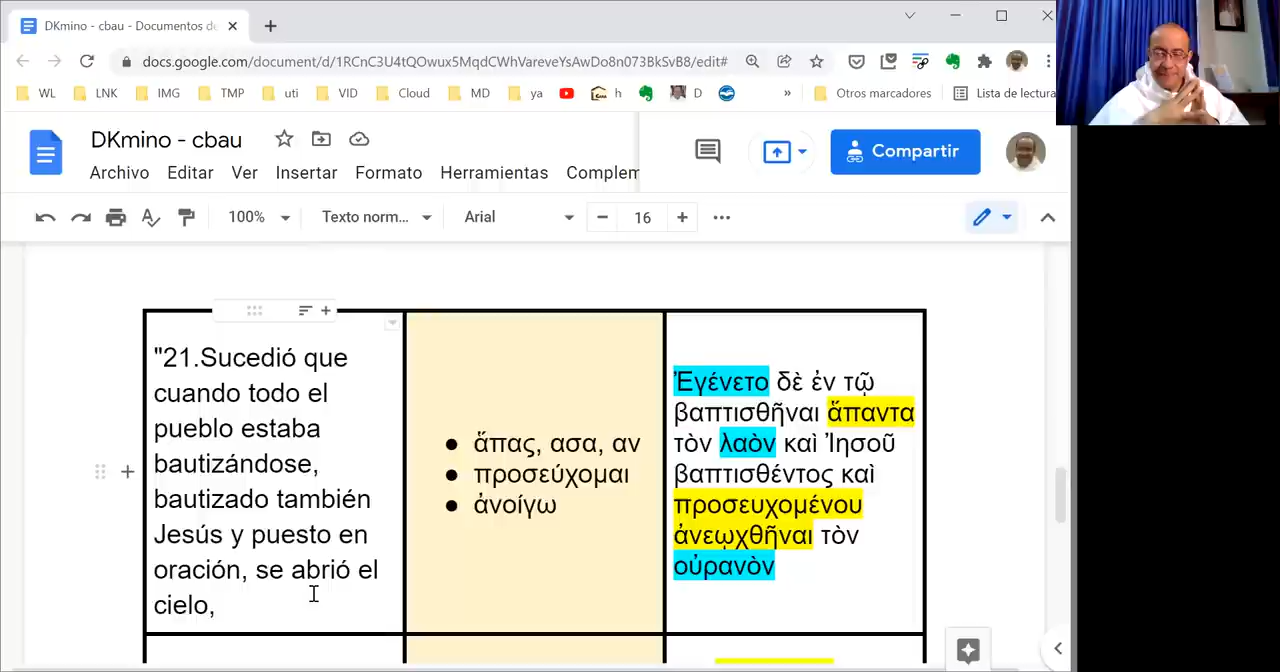 DKmino - cbau - Documentos de
docs.google.com/document/d/1RCnC3U4tQOwux5MqdCWhVareveYsAwDo8n073BkSvB8/edit#
WL LNK IMG TMP uti VID Cloud MD ya h D » Otros marcadores Lista de lectura
DKmino - cbau
Archivo Editar Ver Insertar Formato Herramientas Complem
Compartir
100% Texto norm... Arial 16
"21.Sucedió que
cuando todo el
pueblo estaba
bautizándose,
bautizado también
Jesús y puesto en
oración, se abrió el
cielo,
● ἅπας, ασα, αν
● προσεύχομαι
● ἀνοίγω
Ἐγένετο δὲ ἐν τῷ
βαπτισθῆναι ἅπαντα
τὸν λαὸν καὶ Ἰησοῦ
βαπτισθέντος καὶ
προσευχομένου
ἀνεῳχθῆναι τὸν
οὐρανὸν